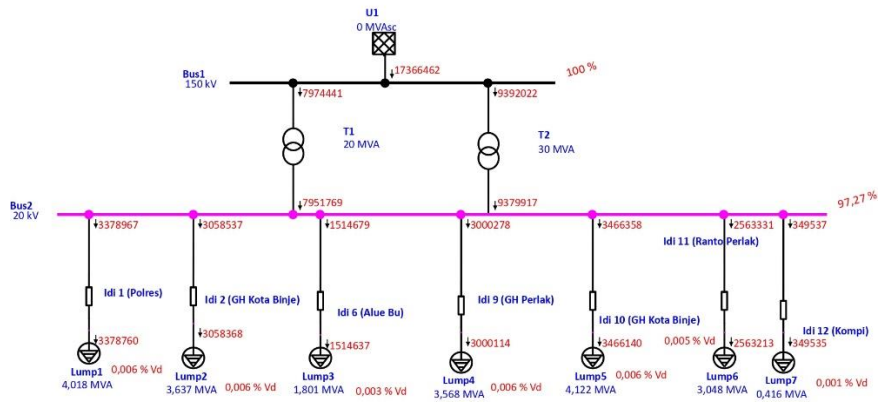 U1
0 MVAsc
17366462
100 %
Bus1
150 kV
7974441
9392022
T1
20 MVA
T2
30 MVA
Bus2
20 kV
7951769
9379917
97,27 %
3378967
3058537
1514679
3000278
3466358
2563331
349537
Idi 11 (Ranto Perlak)
Idi 1 (Polres)
Idi 2 (GH Kota Binje)
Idi 6 (Alue Bu)
Idi 9 (GH Perlak)
Idi 10 (GH Kota Binje)
Idi 12 (Kompi)
3378760
3058368
1514637
3000114
3466140
0,005 % Vd
2563213
349535
Lump1
4,018 MVA
0,006 % Vd
Lump2
3,637 MVA
0,006 % Vd
Lump3
1,801 MVA
0,003 % Vd
Lump4
3,568 MVA
0,006 % Vd
Lump5
4,122 MVA
0,006 % Vd
Lump6
3,048 MVA
Lump7
0,416 MVA
0,001 % Vd